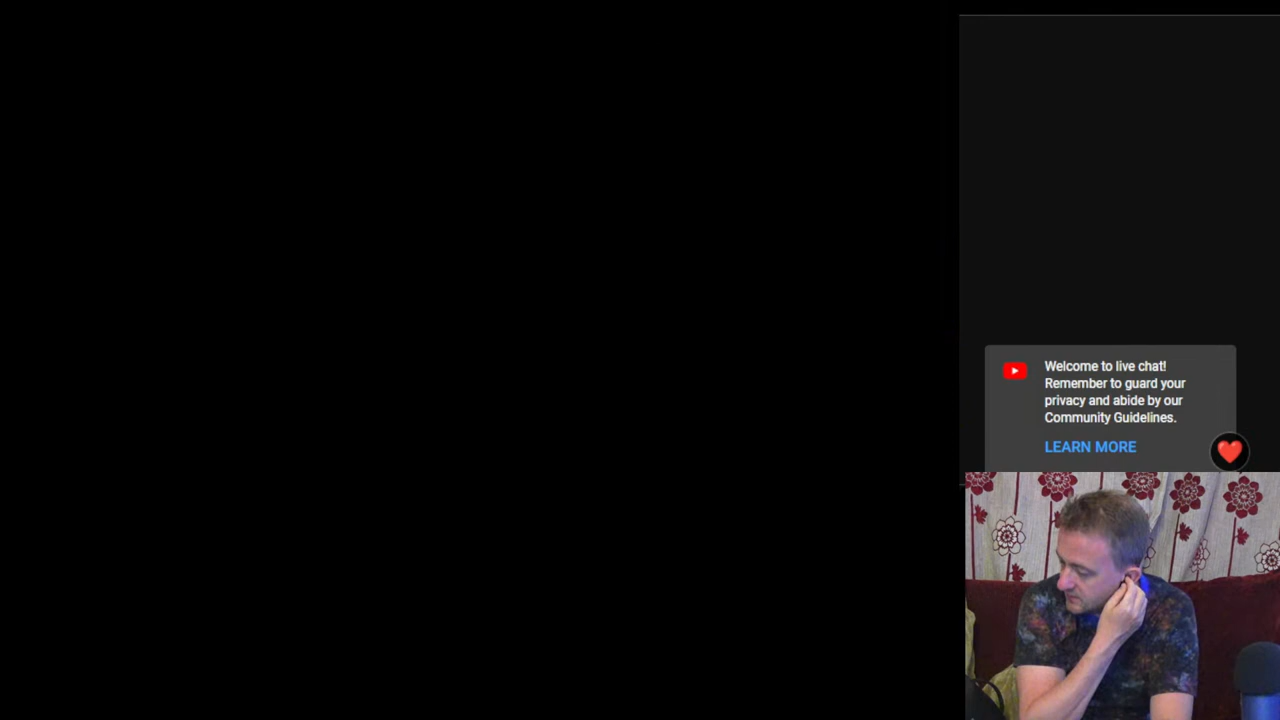 Welcome to live chat!
Remember to guard your
privacy and abide by our
Community Guidelines.
LEARN MORE